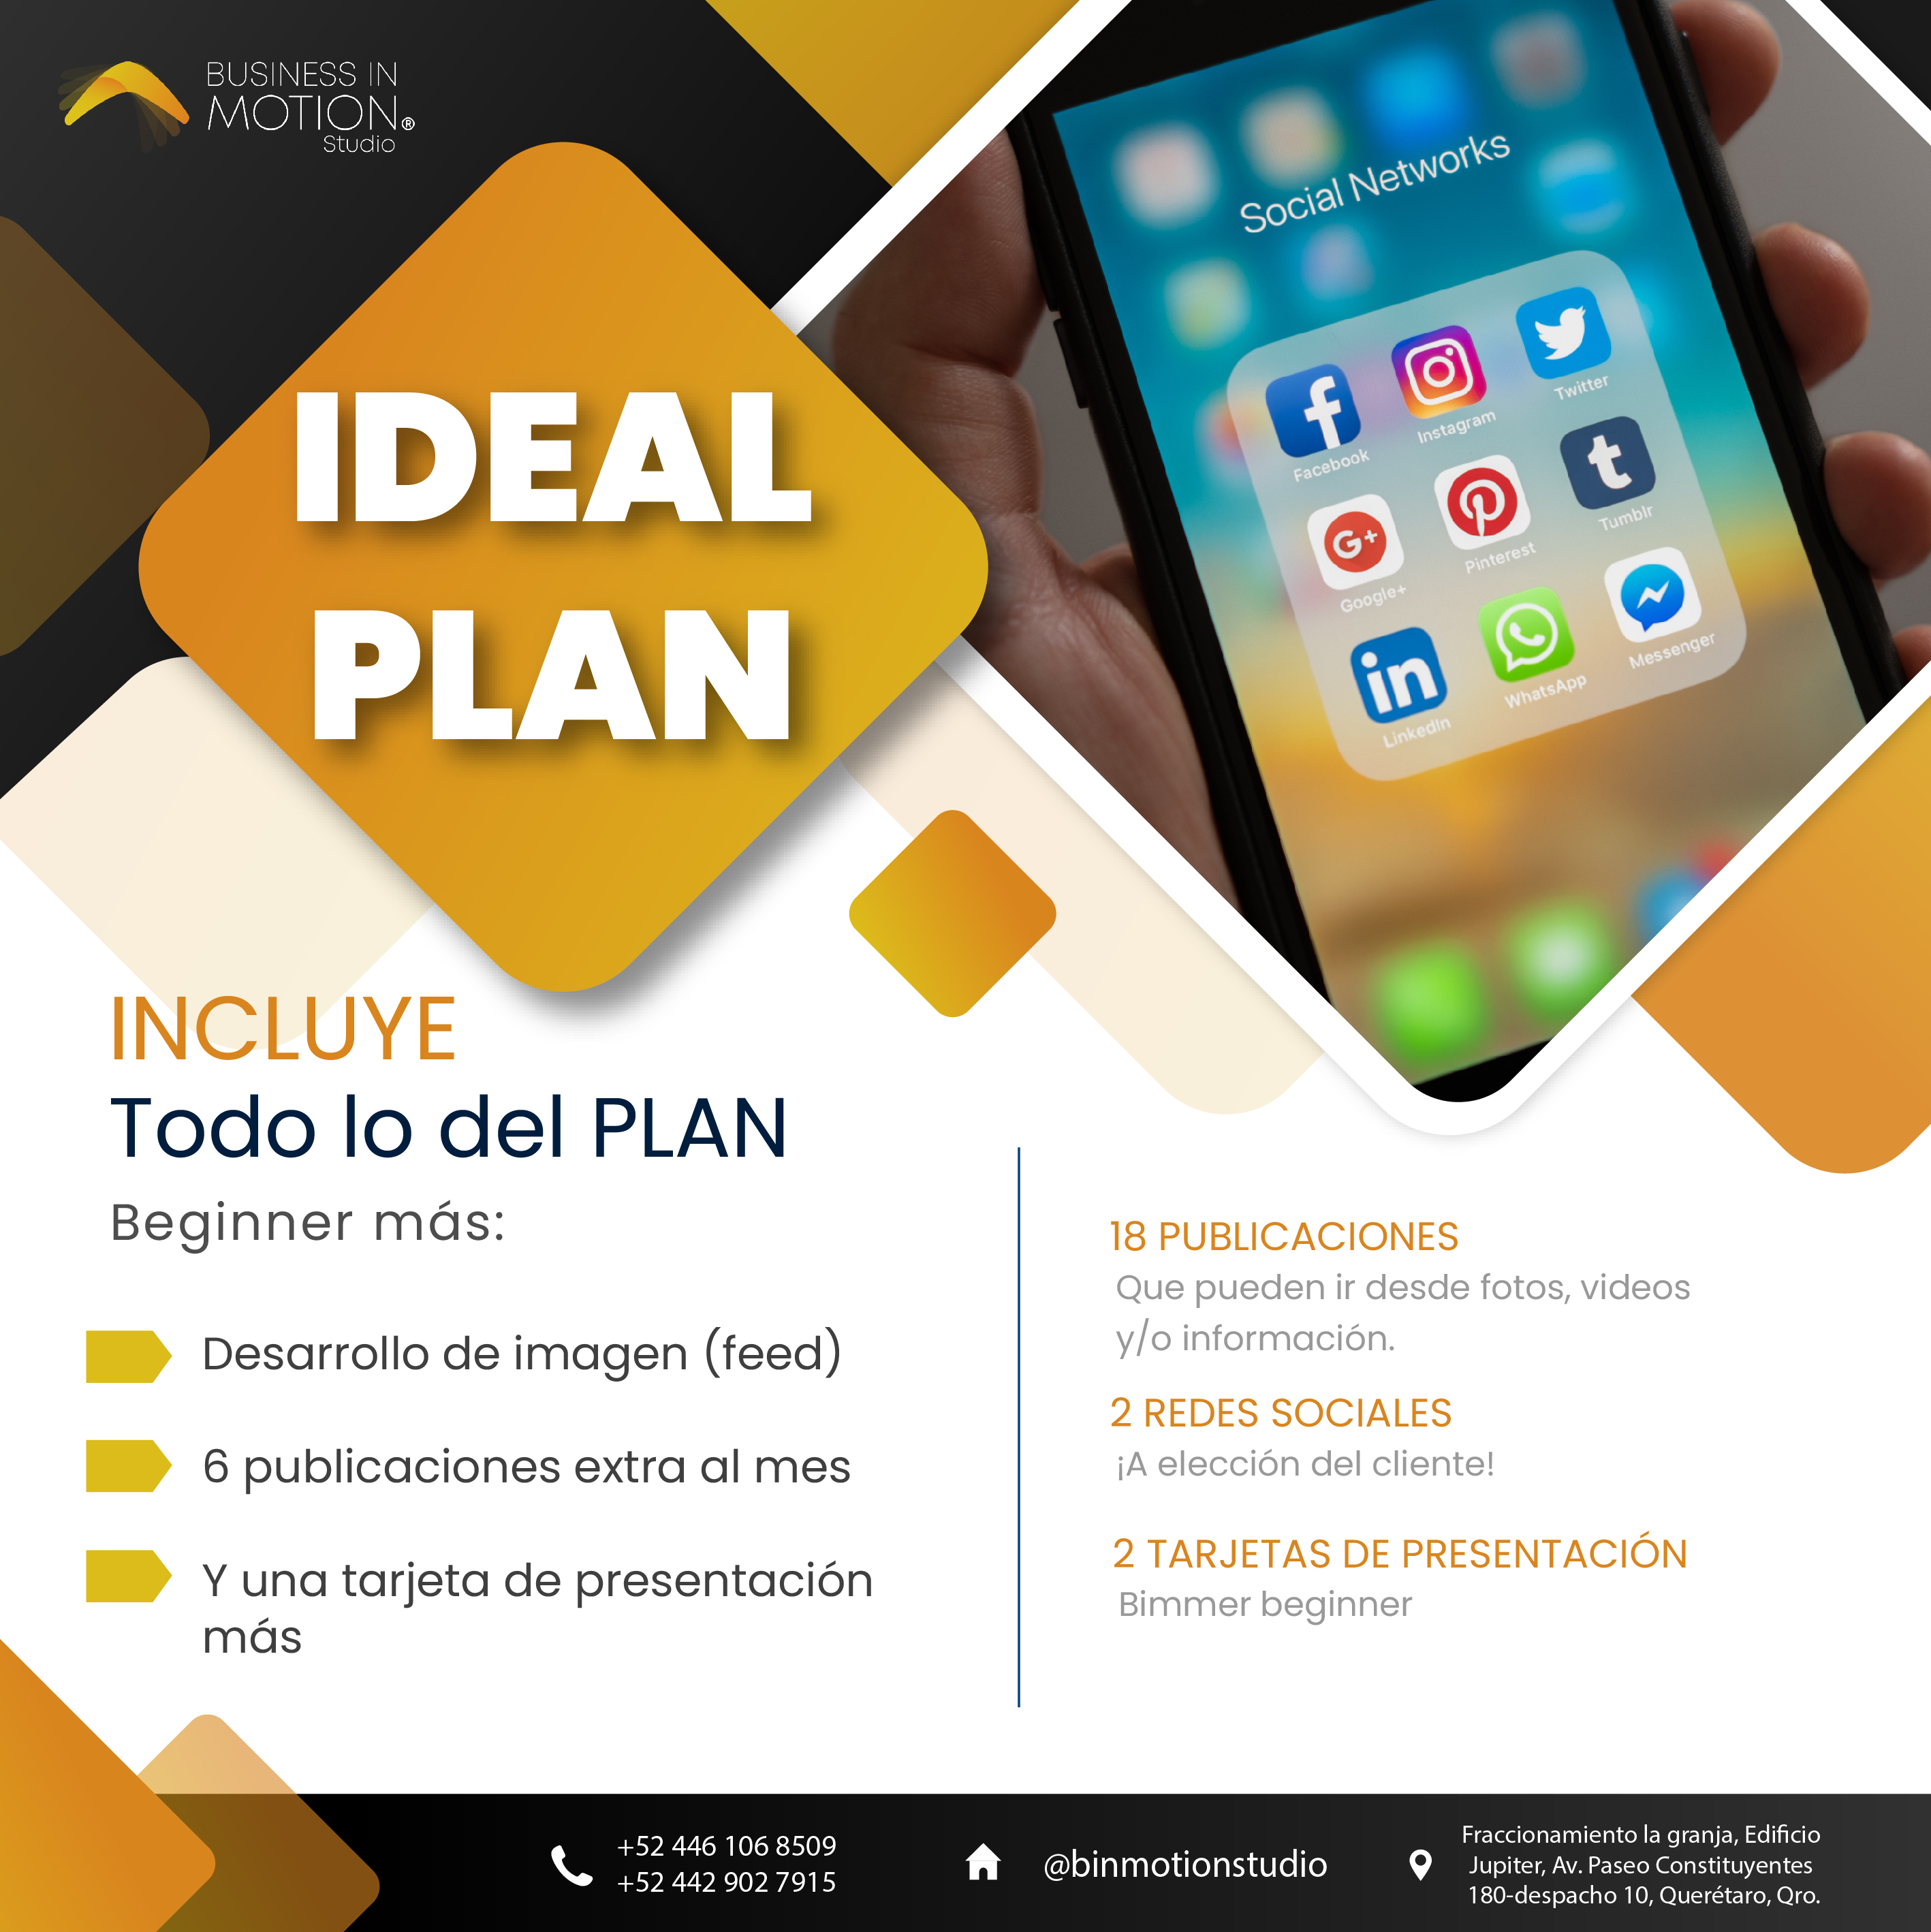 BUSINESS IN
MOTION®
Studio
Social Networks
Facebook
Instagram
Twitter
Google+
Pinterest
Tumblr
LinkedIn
WhatsApp
Messenger
IDEAL
PLAN
INCLUYE
Todo lo del PLAN
Beginner más:
Desarrollo de imagen (feed)
6 publicaciones extra al mes
Y una tarjeta de presentación
más
18 PUBLICACIONES
Que pueden ir desde fotos, videos
y/o información.
2 REDES SOCIALES
¡A elección del cliente!
2 TARJETAS DE PRESENTACIÓN
Bimmer beginner
+52 446 106 8509
+52 442 902 7915
@binmotionstudio
Fraccionamiento la granja, Edificio
Jupiter, Av. Paseo Constituyentes
180-despacho 10, Querétaro, Qro.